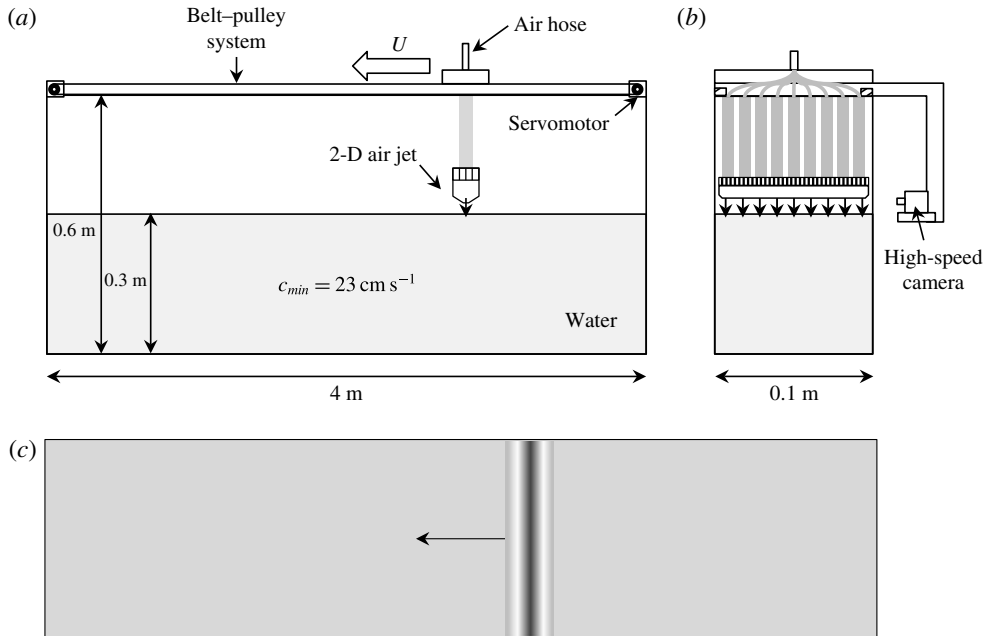 (a)
Belt–pulley
system
U
Air hose
Servomotor
2-D air jet
0.6 m
0.3 m
c_min = 23 cm s⁻¹
Water
4 m
(b)
High-speed
camera
0.1 m
(c)